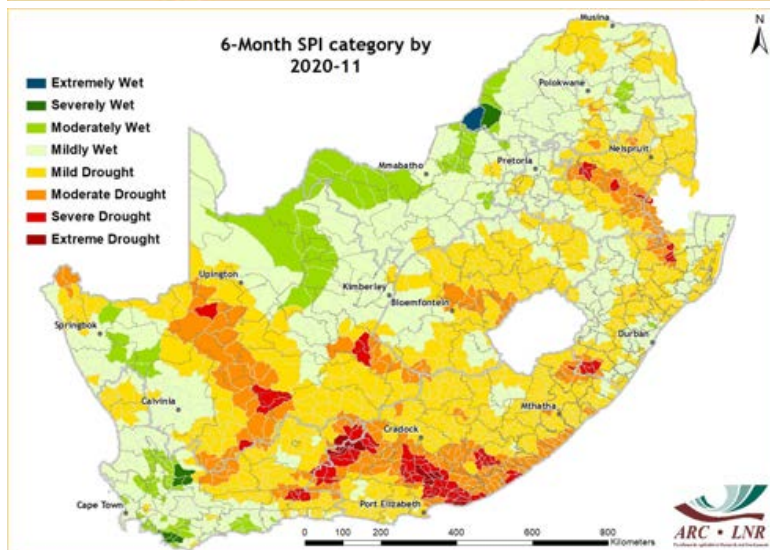 6-Month SPI category by
2020-11
N
Extremely Wet
Severely Wet
Moderately Wet
Mildly Wet
Mild Drought
Moderate Drought
Severe Drought
Extreme Drought
Musina
Polokwane
Nelspruit
Pretoria
Mmabatho
Upington
Kimberley
Bloemfontein
Springbok
Durban
Calvinia
Mthatha
Cradock
Cape Town
Port Elizabeth
0 100 200 400 600 800
Kilometers
ARC • LNR